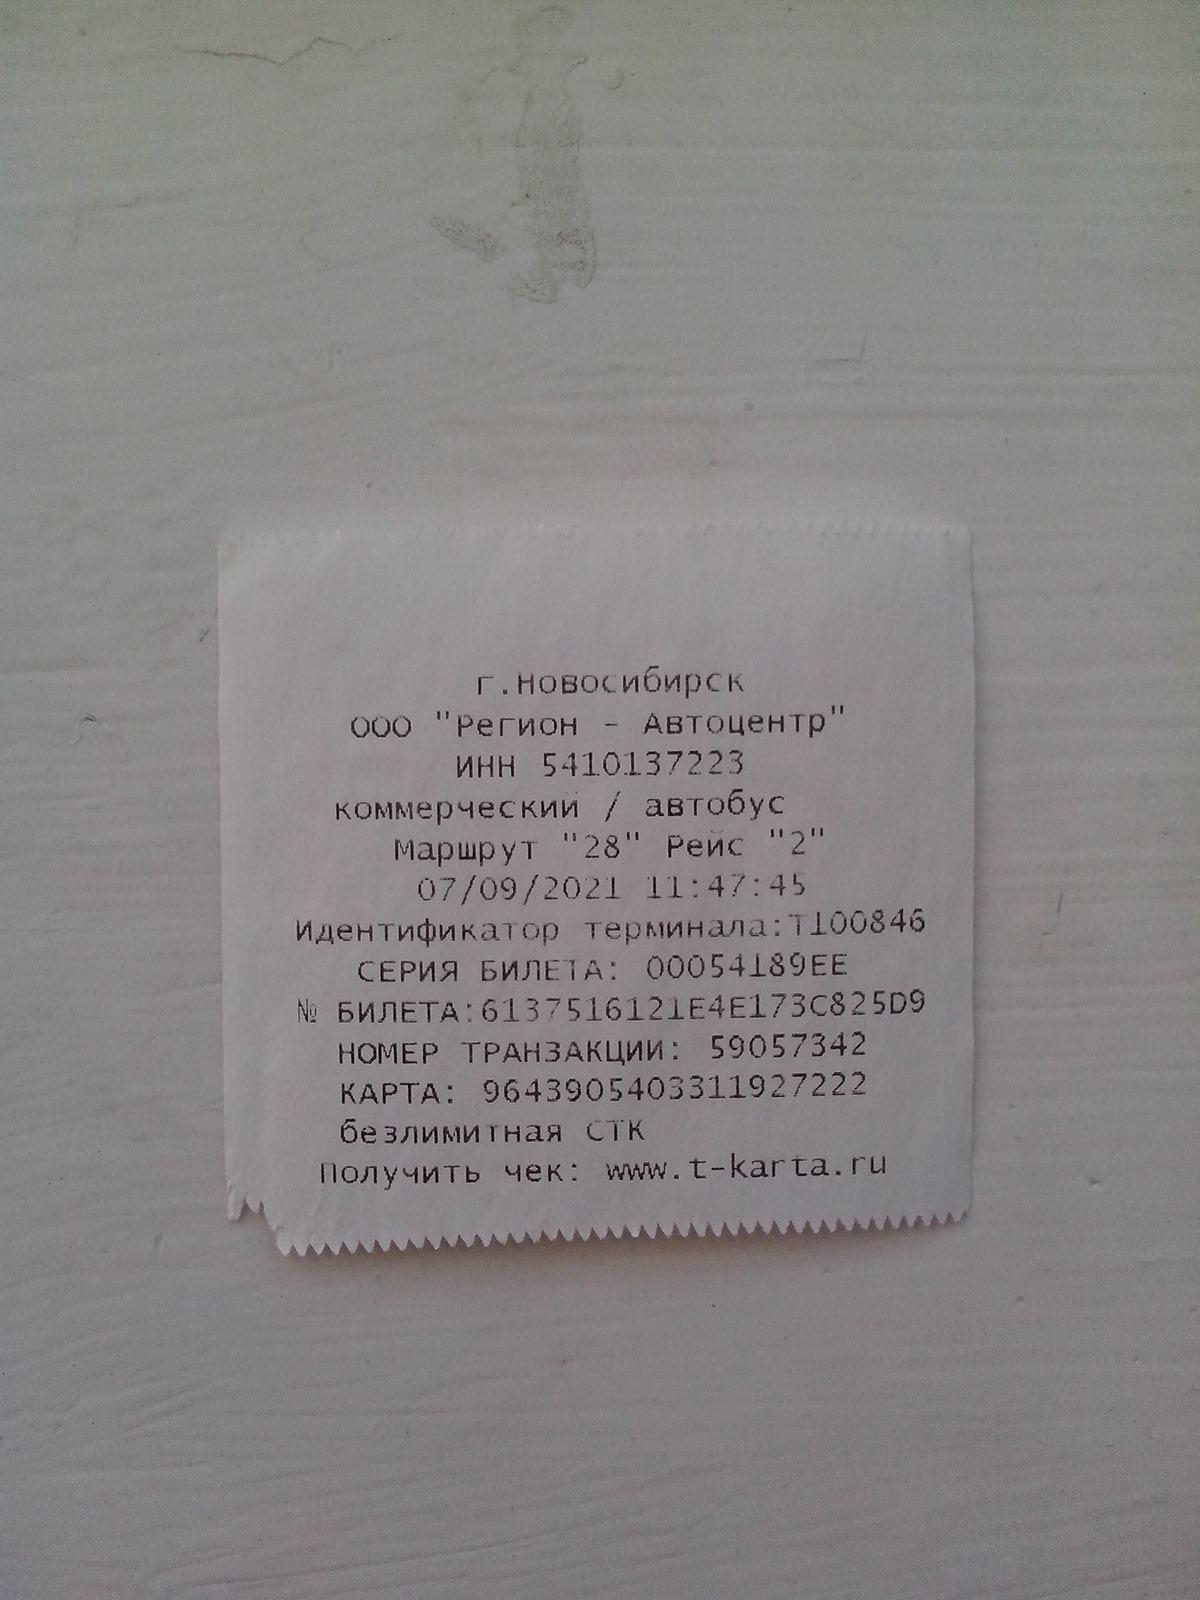 г.Новосибирск
ООО "Регион - Автоцентр"
ИНН 5410137223
коммерческий / автобус
Маршрут "28" Рейс "2"
07/09/2021 11:47:45
Идентификатор терминала:T100846
СЕРИЯ БИЛЕТА: 00054189EE
№ БИЛЕТА:6137516121E4E173C825D9
НОМЕР ТРАНЗАКЦИИ: 59057342
КАРТА: 9643905403311927222
безлимитная СТК
Получить чек: www.t-karta.ru